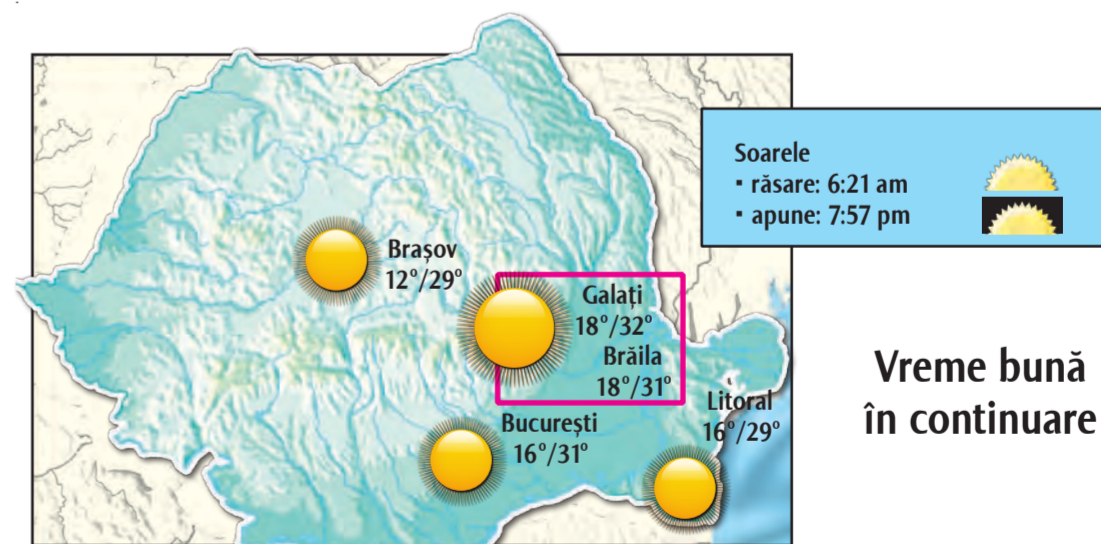 Soarele
▪ răsare: 6:21 am
▪ apune: 7:57 pm
Brașov
12°/29°
Galați
18°/32°
Brăila
18°/31°
Litoral
16°/29°
București
16°/31°
Vreme bună
în continuare